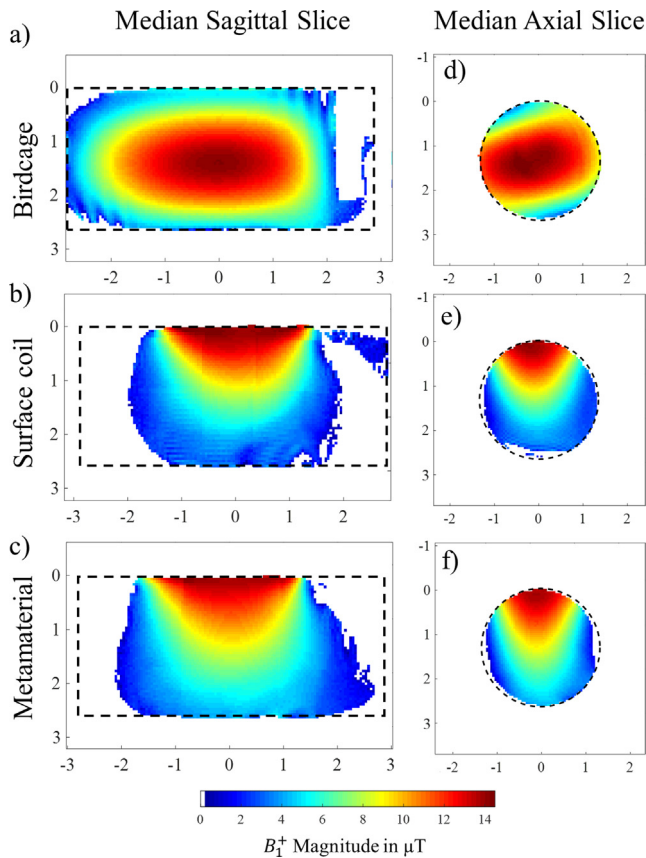 Median Sagittal Slice Median Axial Slice
a)
Birdcage
0
1
2
3
-2 -1 0 1 2 3
d)
-1
0
1
2
3
-1 0 1 2
b)
Surface coil
0
1
2
3
-3 -2 -1 0 1 2
e)
-1
0
1
2
3
-1 0 1 2
c)
Metamaterial
0
1
2
3
-3 -2 -1 0 1 2 3
f)
-1
0
1
2
3
-1 0 1 2
0 2 4 6 8 10 12 14
B₁⁺ Magnitude in μT